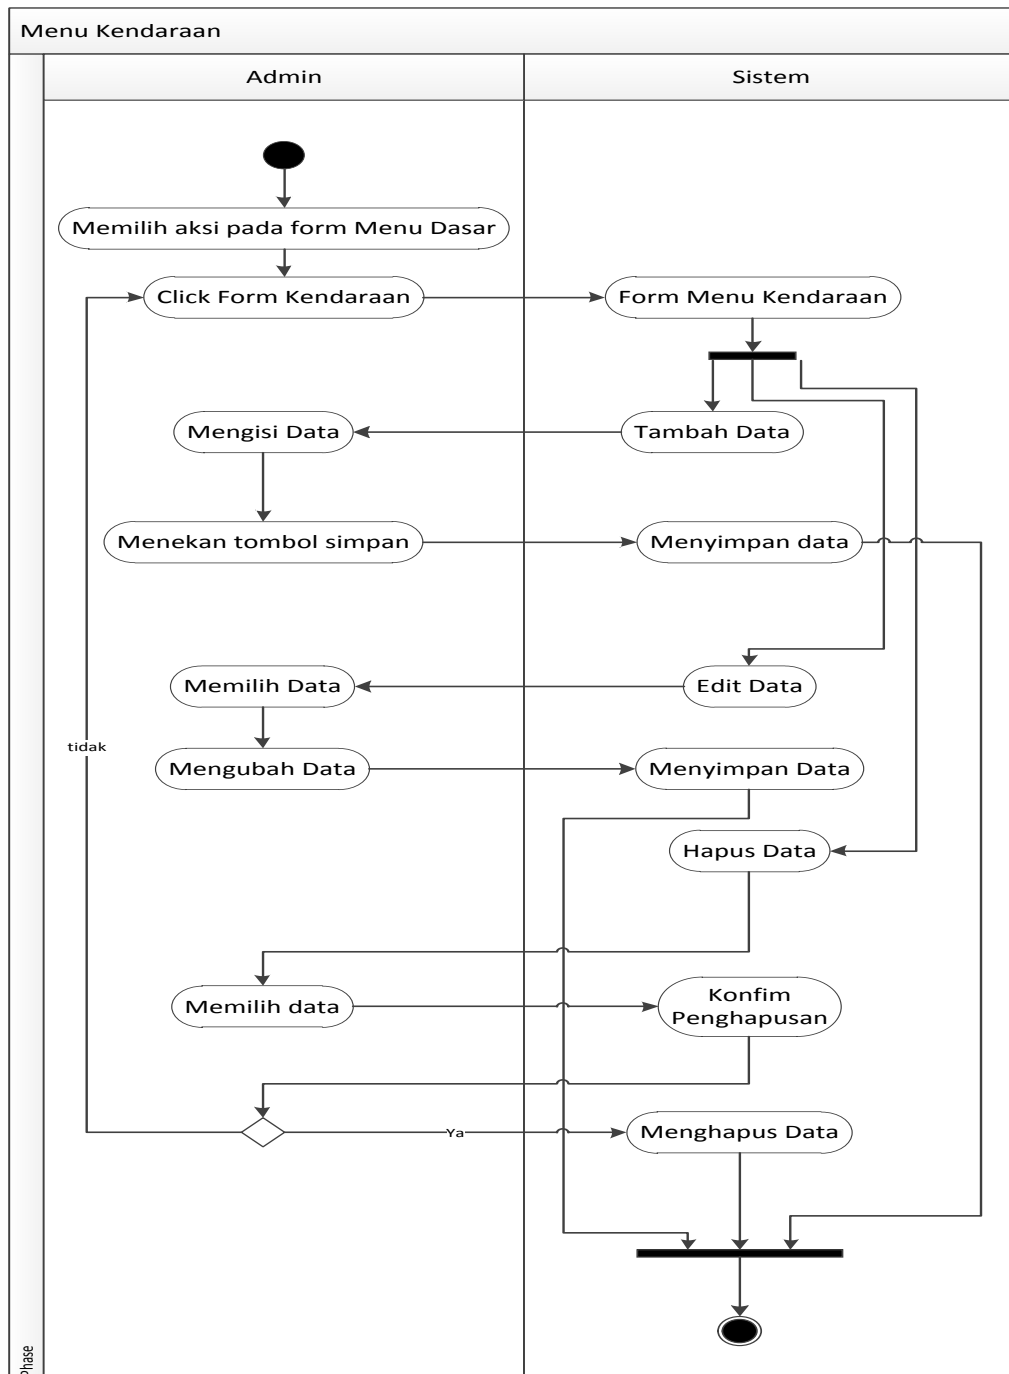 Menu Kendaraan
Admin
Sistem
Memilih aksi pada form Menu Dasar
Click Form Kendaraan
Form Menu Kendaraan
Mengisi Data
Tambah Data
Menekan tombol simpan
Menyimpan data
Memilih Data
Edit Data
tidak
Mengubah Data
Menyimpan Data
Hapus Data
Memilih data
Konfim
Penghapusan
Ya
Menghapus Data
Phase